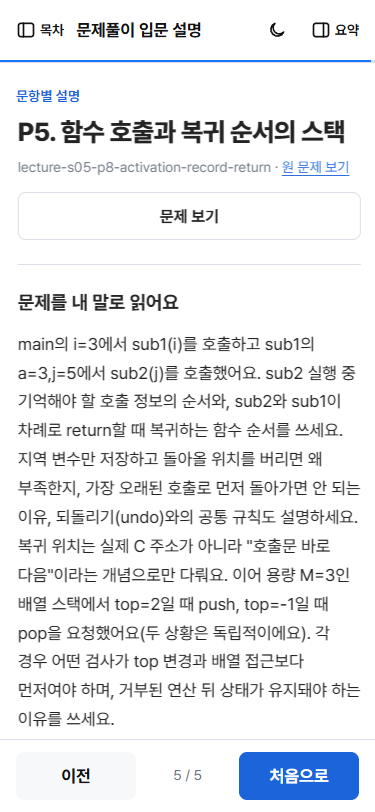 목차 문제풀이 입문 설명 요약
문항별 설명
P5. 함수 호출과 복귀 순서의 스택
lecture-s05-p8-activation-record-return · 원 문제 보기
문제 보기
문제를 내 말로 읽어요
main의 i=3에서 sub1(i)를 호출하고 sub1의
a=3,j=5에서 sub2(j)를 호출했어요. sub2 실행 중
기억해야 할 호출 정보의 순서와, sub2와 sub1이
차례로 return할 때 복귀하는 함수 순서를 쓰세요.
지역 변수만 저장하고 돌아올 위치를 버리면 왜
부족한지, 가장 오래된 호출로 먼저 돌아가면 안 되는
이유, 되돌리기(undo)와의 공통 규칙도 설명하세요.
복귀 위치는 실제 C 주소가 아니라 "호출문 바로
다음"이라는 개념으로만 다뤄요. 이어 용량 M=3인
배열 스택에서 top=2일 때 push, top=-1일 때
pop을 요청했어요(두 상황은 독립적이에요). 각
경우 어떤 검사가 top 변경과 배열 접근보다
먼저여야 하며, 거부된 연산 뒤 상태가 유지돼야 하는
이유를 쓰세요.
이전 5 / 5 처음으로